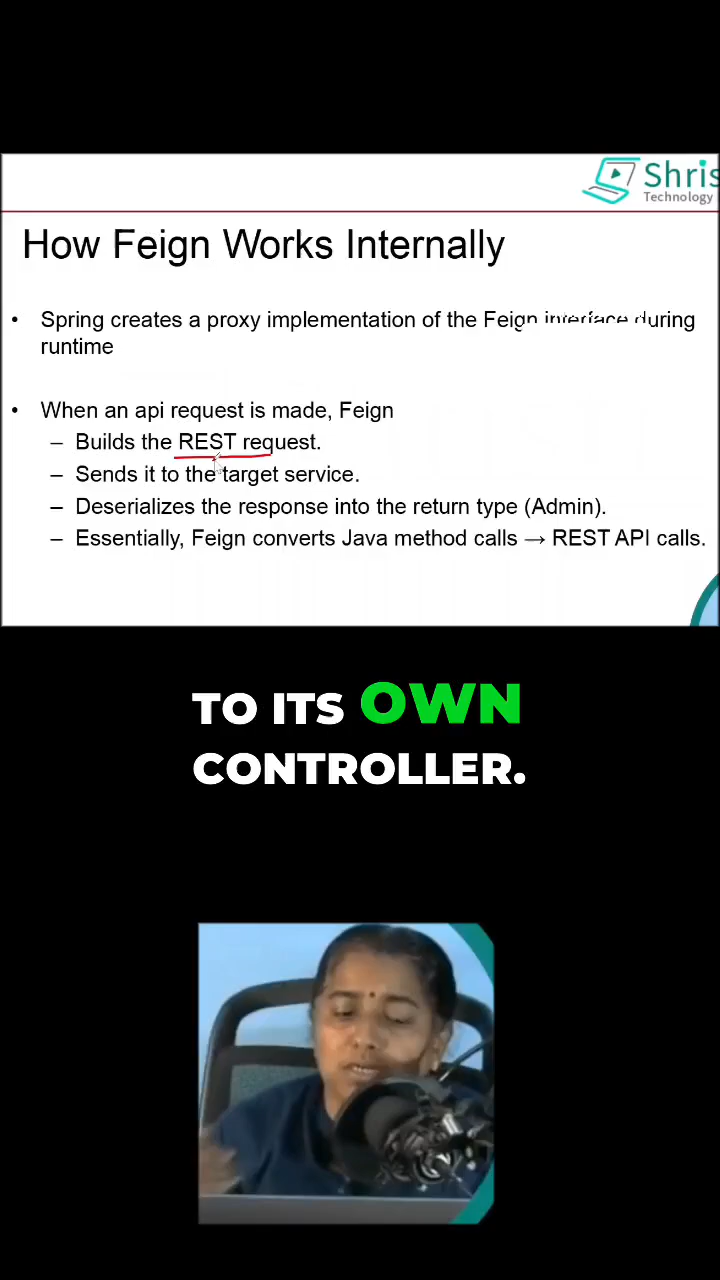 Shris
Technology
How Feign Works Internally
• Spring creates a proxy implementation of the Feign interface during
runtime
• When an api request is made, Feign
– Builds the REST request.
– Sends it to the target service.
– Deserializes the response into the return type (Admin).
– Essentially, Feign converts Java method calls → REST API calls.
TO ITS OWN
CONTROLLER.